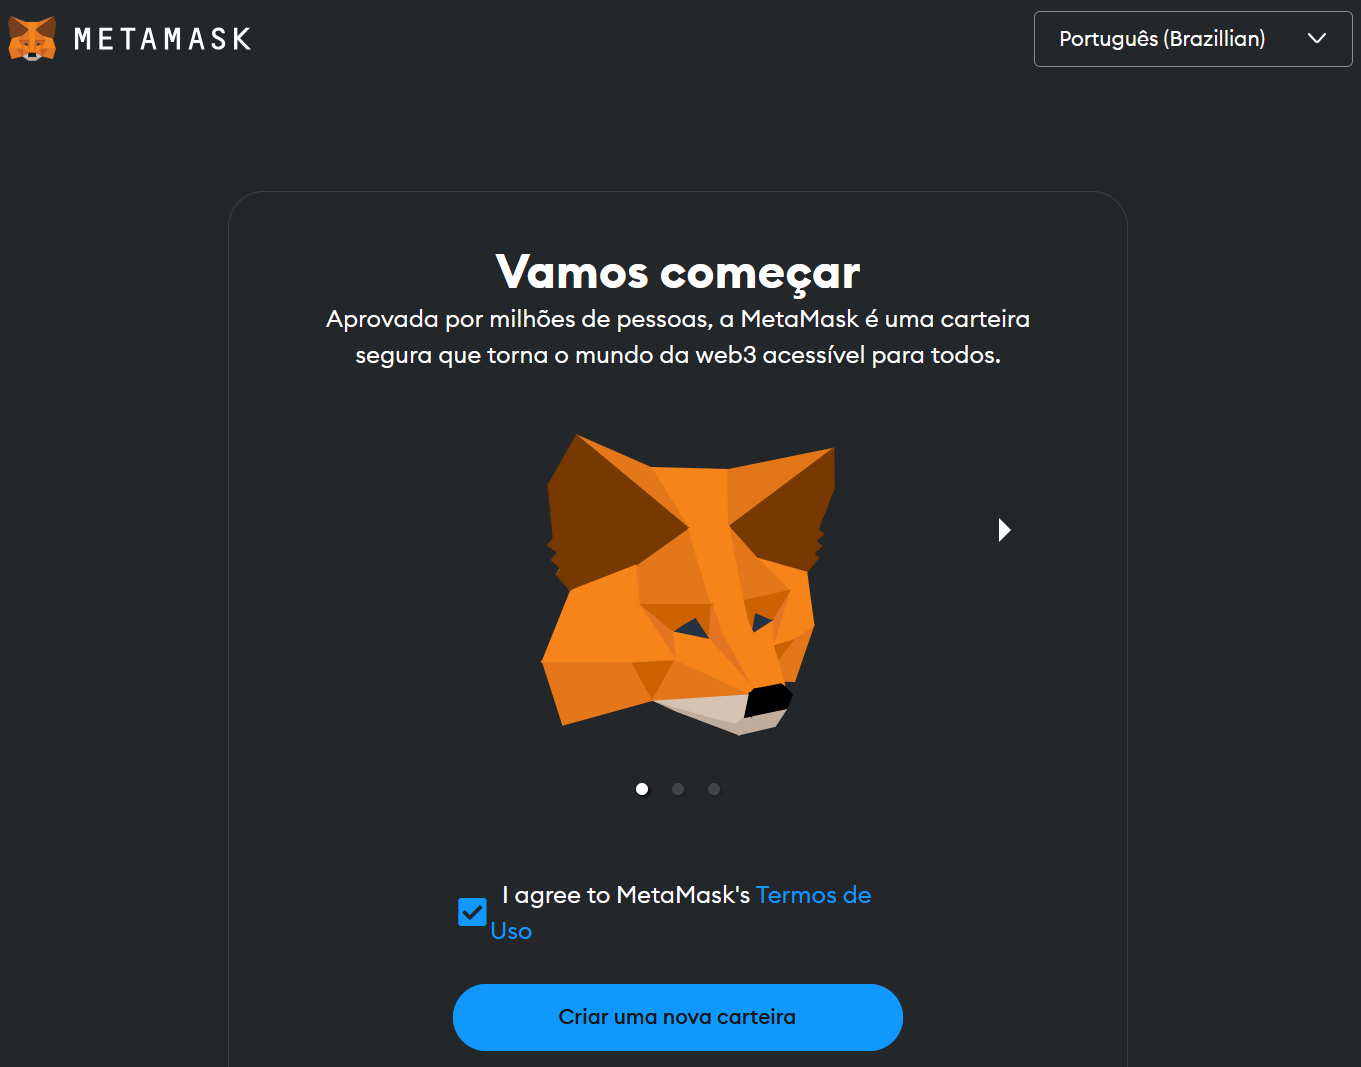 METAMASK
Português (Brazillian)
Vamos começar
Aprovada por milhões de pessoas, a MetaMask é uma carteira
segura que torna o mundo da web3 acessível para todos.
I agree to MetaMask's Termos de
Uso
Criar uma nova carteira